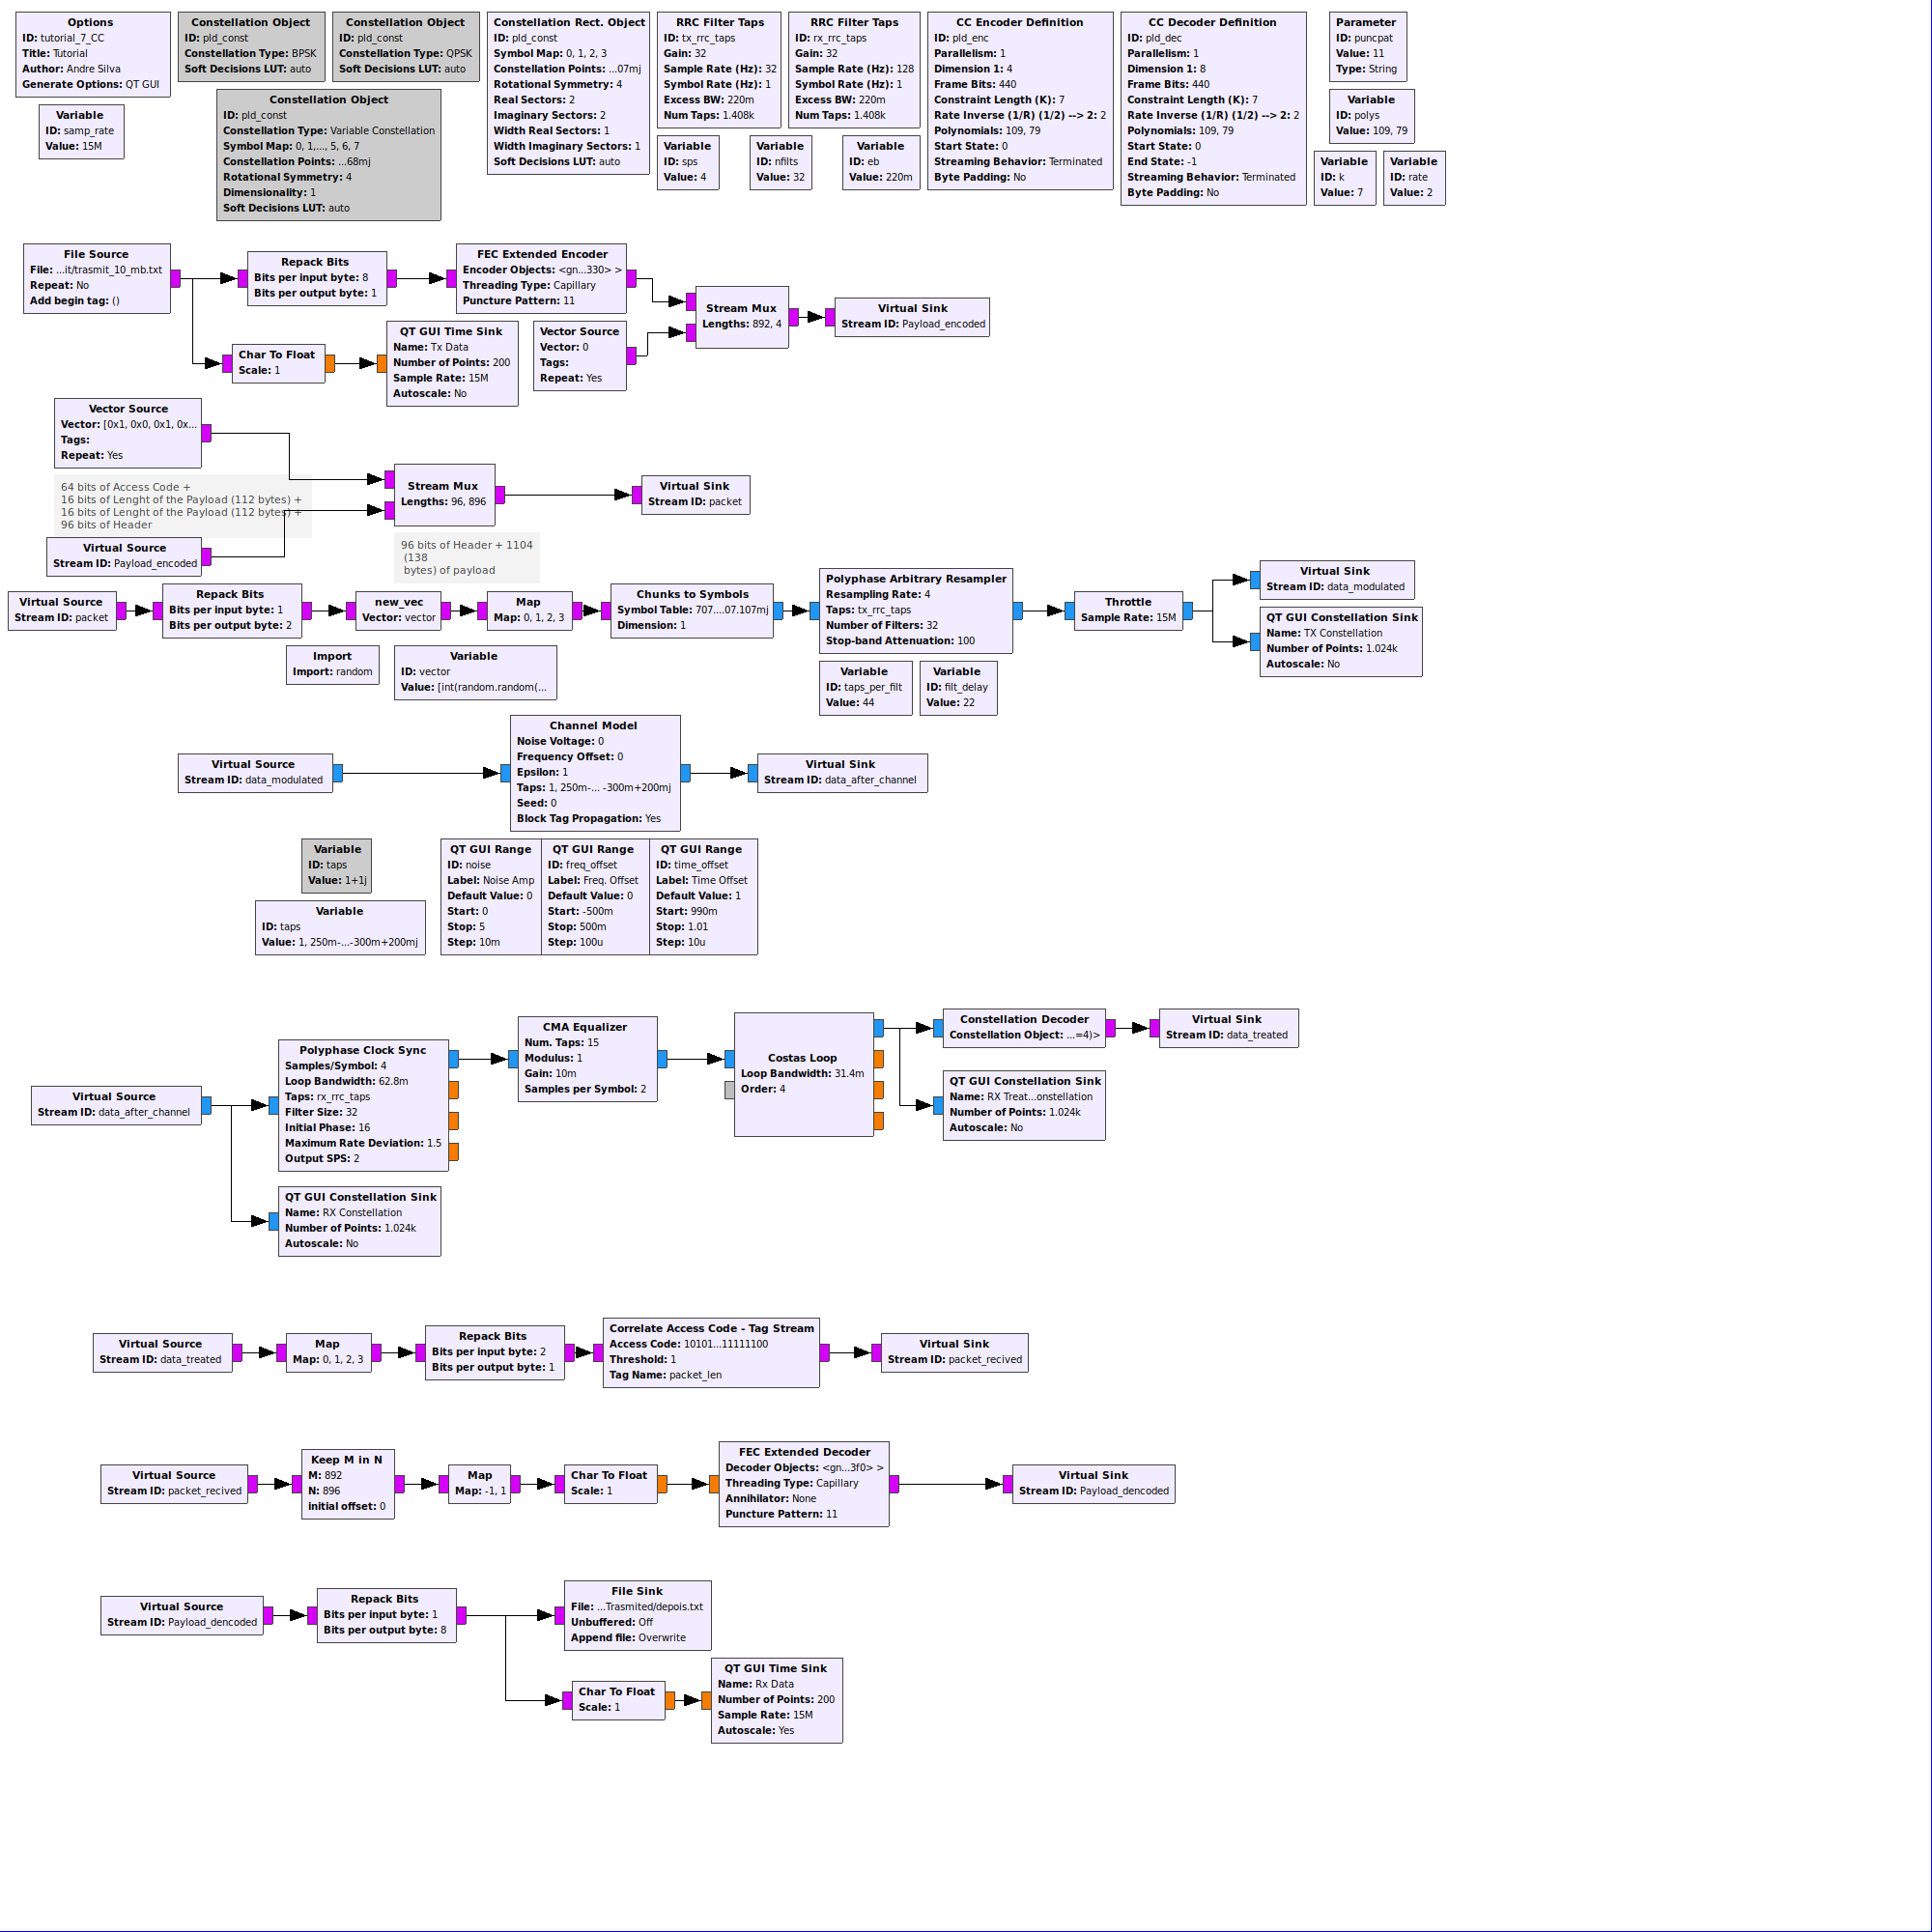 Options
ID: tutorial_7_CC
Title: Tutorial
Author: Andre Silva
Generate Options: QT GUI
Variable
ID: samp_rate
Value: 15M
Constellation Object
ID: pld_const
Constellation Type: BPSK
Soft Decisions LUT: auto
Constellation Object
ID: pld_const
Constellation Type: QPSK
Soft Decisions LUT: auto
Constellation Object
ID: pld_const
Constellation Type: Variable Constellation
Symbol Map: 0, 1,..., 5, 6, 7
Constellation Points: ...68mj
Rotational Symmetry: 4
Dimensionality: 1
Soft Decisions LUT: auto
Constellation Rect. Object
ID: pld_const
Symbol Map: 0, 1, 2, 3
Constellation Points: ...07mj
Rotational Symmetry: 4
Real Sectors: 2
Imaginary Sectors: 2
Width Real Sectors: 1
Width Imaginary Sectors: 1
Soft Decisions LUT: auto
RRC Filter Taps
ID: tx_rrc_taps
Gain: 32
Sample Rate (Hz): 32
Symbol Rate (Hz): 1
Excess BW: 220m
Num Taps: 1.408k
RRC Filter Taps
ID: rx_rrc_taps
Gain: 32
Sample Rate (Hz): 128
Symbol Rate (Hz): 1
Excess BW: 220m
Num Taps: 1.408k
Variable
ID: sps
Value: 4
Variable
ID: nfilts
Value: 32
Variable
ID: eb
Value: 220m
CC Encoder Definition
ID: pld_enc
Parallelism: 1
Dimension 1: 4
Frame Bits: 440
Constraint Length (K): 7
Rate Inverse (1/R) (1/2) --> 2: 2
Polynomials: 109, 79
Start State: 0
Streaming Behavior: Terminated
Byte Padding: No
CC Decoder Definition
ID: pld_dec
Parallelism: 1
Dimension 1: 8
Frame Bits: 440
Constraint Length (K): 7
Rate Inverse (1/R) (1/2) --> 2: 2
Polynomials: 109, 79
Start State: 0
End State: -1
Streaming Behavior: Terminated
Byte Padding: No
Parameter
ID: puncpat
Value: 11
Type: String
Variable
ID: polys
Value: 109, 79
Variable
ID: k
Value: 7
Variable
ID: rate
Value: 2
File Source
File: ...it/trasmit_10_mb.txt
Repeat: No
Add begin tag: ()
Repack Bits
Bits per input byte: 8
Bits per output byte: 1
FEC Extended Encoder
Encoder Objects: <gn...330> >
Threading Type: Capillary
Puncture Pattern: 11
Char To Float
Scale: 1
QT GUI Time Sink
Name: Tx Data
Number of Points: 200
Sample Rate: 15M
Autoscale: No
Vector Source
Vector: 0
Tags:
Repeat: Yes
Stream Mux
Lengths: 892, 4
Virtual Sink
Stream ID: Payload_encoded
Vector Source
Vector: [0x1, 0x0, 0x1, 0x...
Tags:
Repeat: Yes
64 bits of Access Code +
16 bits of Lenght of the Payload (112 bytes) +
16 bits of Lenght of the Payload (112 bytes) +
96 bits of Header
Virtual Source
Stream ID: Payload_encoded
Stream Mux
Lengths: 96, 896
96 bits of Header + 1104
(138
bytes) of payload
Virtual Sink
Stream ID: packet
Virtual Source
Stream ID: packet
Repack Bits
Bits per input byte: 1
Bits per output byte: 2
new_vec
Vector: vector
Map
Map: 0, 1, 2, 3
Chunks to Symbols
Symbol Table: 707....07.107mj
Dimension: 1
Polyphase Arbitrary Resampler
Resampling Rate: 4
Taps: tx_rrc_taps
Number of Filters: 32
Stop-band Attenuation: 100
Throttle
Sample Rate: 15M
Virtual Sink
Stream ID: data_modulated
QT GUI Constellation Sink
Name: TX Constellation
Number of Points: 1.024k
Autoscale: No
Import
Import: random
Variable
ID: vector
Value: [int(random.random(...
Variable
ID: taps_per_filt
Value: 44
Variable
ID: filt_delay
Value: 22
Virtual Source
Stream ID: data_modulated
Channel Model
Noise Voltage: 0
Frequency Offset: 0
Epsilon: 1
Taps: 1, 250m-... -300m+200mj
Seed: 0
Block Tag Propagation: Yes
Virtual Sink
Stream ID: data_after_channel
Variable
ID: taps
Value: 1+1j
Variable
ID: taps
Value: 1, 250m-...-300m+200mj
QT GUI Range
ID: noise
Label: Noise Amp
Default Value: 0
Start: 0
Stop: 5
Step: 10m
QT GUI Range
ID: freq_offset
Label: Freq. Offset
Default Value: 0
Start: -500m
Stop: 500m
Step: 100u
QT GUI Range
ID: time_offset
Label: Time Offset
Default Value: 1
Start: 990m
Stop: 1.01
Step: 10u
Virtual Source
Stream ID: data_after_channel
Polyphase Clock Sync
Samples/Symbol: 4
Loop Bandwidth: 62.8m
Taps: rx_rrc_taps
Filter Size: 32
Initial Phase: 16
Maximum Rate Deviation: 1.5
Output SPS: 2
CMA Equalizer
Num. Taps: 15
Modulus: 1
Gain: 10m
Samples per Symbol: 2
Costas Loop
Loop Bandwidth: 31.4m
Order: 4
Constellation Decoder
Constellation Object: ...=4)>
Virtual Sink
Stream ID: data_treated
QT GUI Constellation Sink
Name: RX Treat...onstellation
Number of Points: 1.024k
Autoscale: No
QT GUI Constellation Sink
Name: RX Constellation
Number of Points: 1.024k
Autoscale: No
Virtual Source
Stream ID: data_treated
Map
Map: 0, 1, 2, 3
Repack Bits
Bits per input byte: 2
Bits per output byte: 1
Correlate Access Code - Tag Stream
Access Code: 10101...11111100
Threshold: 1
Tag Name: packet_len
Virtual Sink
Stream ID: packet_recived
Virtual Source
Stream ID: packet_recived
Keep M in N
M: 892
N: 896
initial offset: 0
Map
Map: -1, 1
Char To Float
Scale: 1
FEC Extended Decoder
Decoder Objects: <gn...3f0> >
Threading Type: Capillary
Annihilator: None
Puncture Pattern: 11
Virtual Sink
Stream ID: Payload_dencoded
Virtual Source
Stream ID: Payload_dencoded
Repack Bits
Bits per input byte: 1
Bits per output byte: 8
File Sink
File: ...Trasmited/depois.txt
Unbuffered: Off
Append file: Overwrite
Char To Float
Scale: 1
QT GUI Time Sink
Name: Rx Data
Number of Points: 200
Sample Rate: 15M
Autoscale: Yes